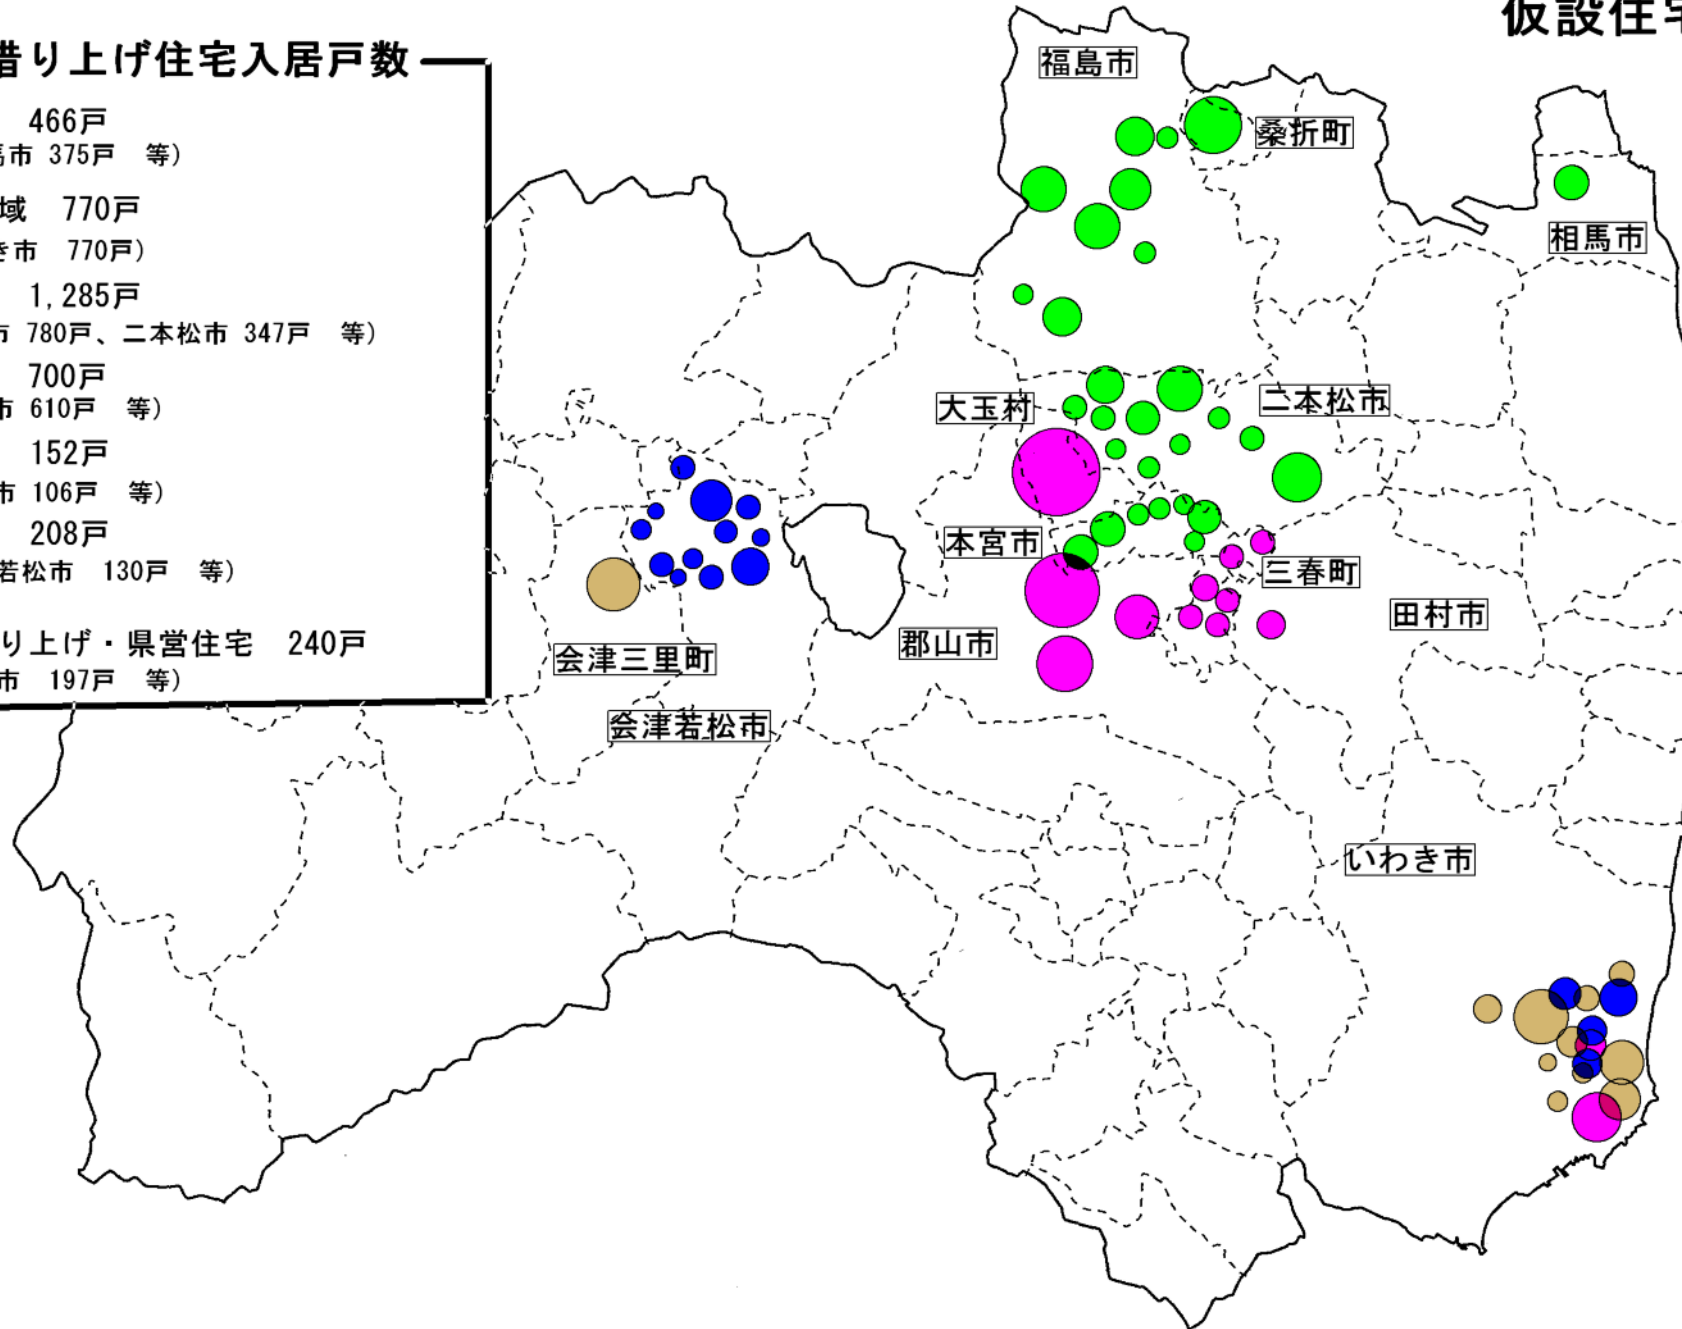 仮設住宅
借り上げ住宅入居戸数
466戸
馬市 375戸 等)
域 770戸
き市 770戸)
1,285戸
市 780戸、二本松市 347戸 等)
700戸
市 610戸 等)
152戸
市 106戸 等)
208戸
若松市 130戸 等)
り上げ・県営住宅 240戸
市 197戸 等)
福島市
桑折町
相馬市
大玉村
二本松市
本宮市
三春町
田村市
郡山市
会津三里町
会津若松市
いわき市